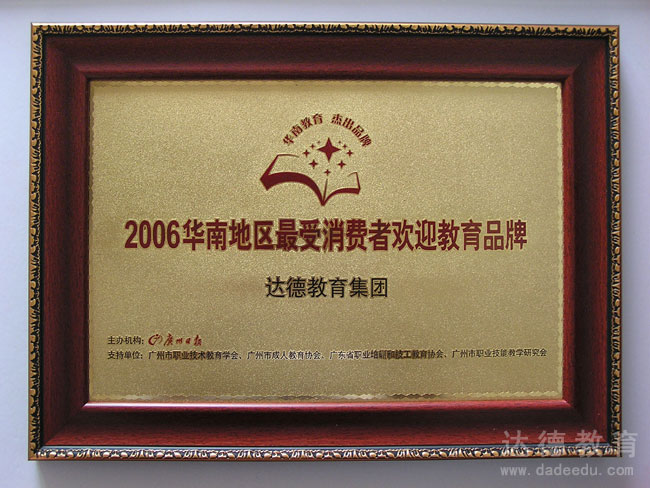 华南教育 杰出品牌
2006华南地区最受消费者欢迎教育品牌
达德教育集团
主办机构： 广州日报
支持单位：广州市职业技术教育学会、广州市成人教育协会、广东省职业培训和技工教育协会、广州市职业技能教学研究会
达德教育
www.dadeedu.com